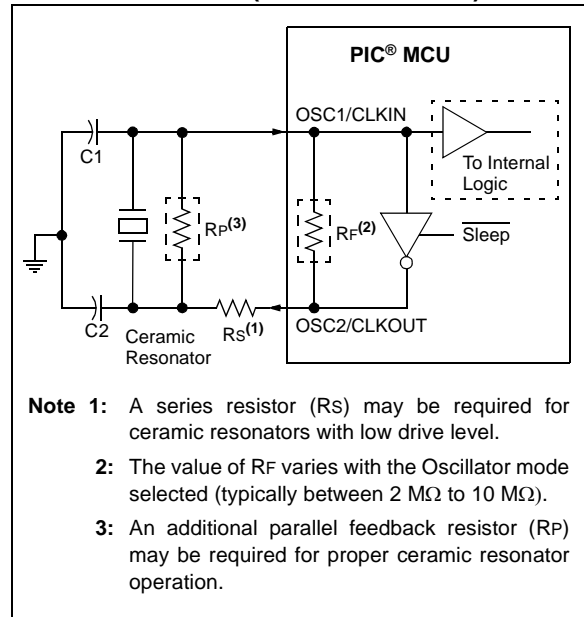 PIC® MCU
OSC1/CLKIN
C1
To Internal
Logic
RP(3)
RF(2)
Sleep
C2
Ceramic
Resonator
RS(1)
OSC2/CLKOUT
Note 1: A series resistor (RS) may be required for
ceramic resonators with low drive level.
2: The value of RF varies with the Oscillator mode
selected (typically between 2 MΩ to 10 MΩ).
3: An additional parallel feedback resistor (RP)
may be required for proper ceramic resonator
operation.